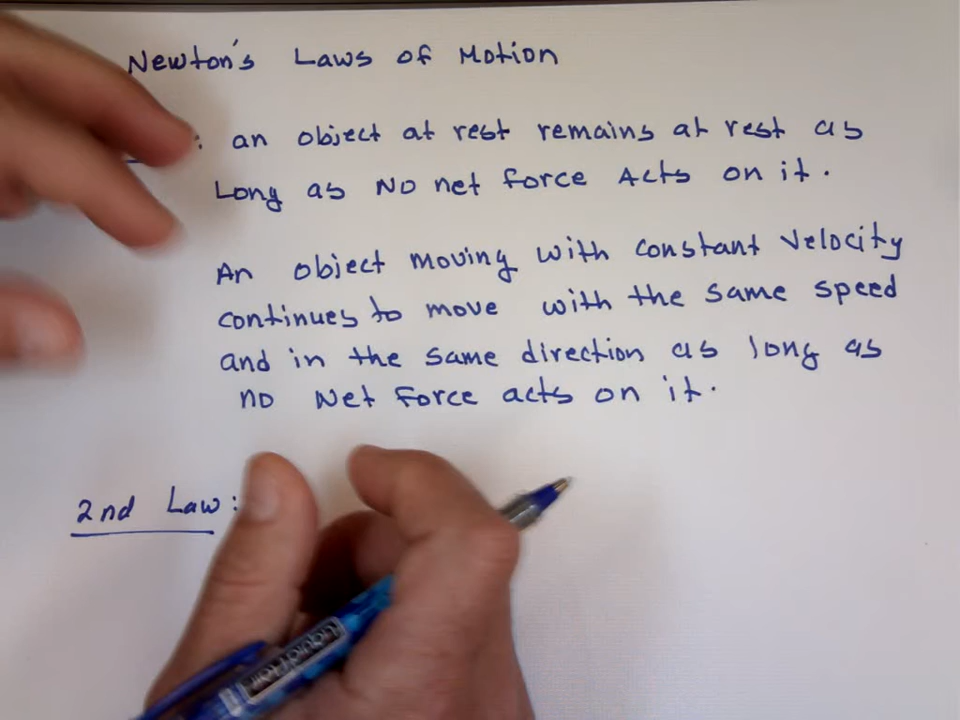 Newton's Laws of Motion
: an object at rest remains at rest as
Long as No net force Acts on it.
An object moving with constant velocity
continues to move with the same speed
and in the same direction as long as
no Net Force acts on it.
2nd Law: